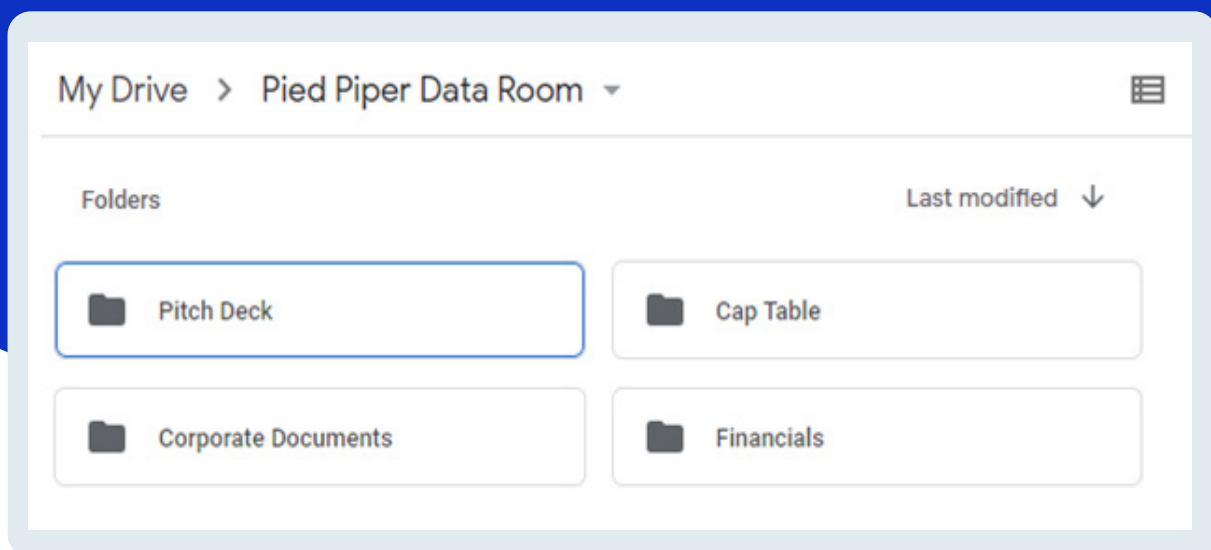 My Drive > Pied Piper Data Room
Folders Last modified
Pitch Deck Cap Table
Corporate Documents Financials